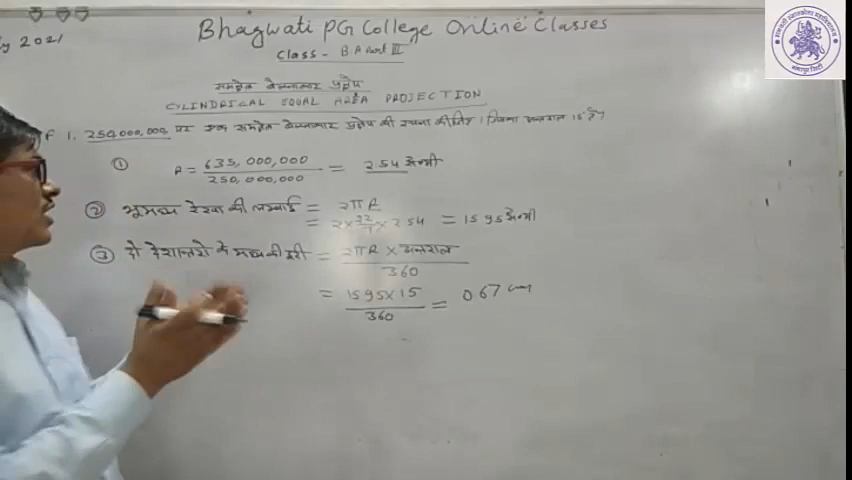 Bhagwati PG College Online Classes
2021
Class - B.A Part III
समक्षेत्र बेलनाकार प्रक्षेप
CYLINDRICAL EQUAL AREA PROJECTION
1. 250,000,000 पर एक समक्षेत्र बेलनाकार प्रक्षेप की रचना कीजिए। जिसका अन्तराल 15° है?
① R = 635,000,000 / 250,000,000 = 2.54 सेन्मी
② भूमध्य रेखा की लम्बाई = 2πR
= 2 × 22/7 × 2.54 = 15.95 सेन्मी
③ दो देशान्तरो के मध्य की दूरी = 2πR × अन्तराल / 360
= 15.95 × 15 / 360 = 0.67 cm